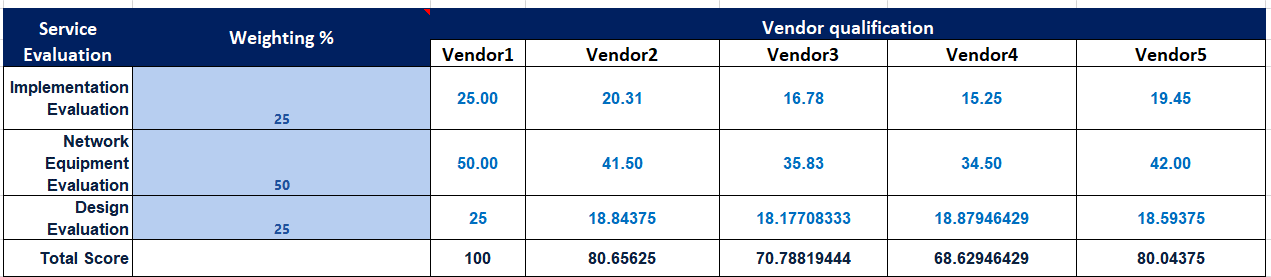 Service Evaluation Weighting % Vendor qualification
Vendor1 Vendor2 Vendor3 Vendor4 Vendor5
Implementation Evaluation 25 25.00 20.31 16.78 15.25 19.45
Network Equipment Evaluation 50 50.00 41.50 35.83 34.50 42.00
Design Evaluation 25 25 18.84375 18.17708333 18.87946429 18.59375
Total Score 100 80.65625 70.78819444 68.62946429 80.04375